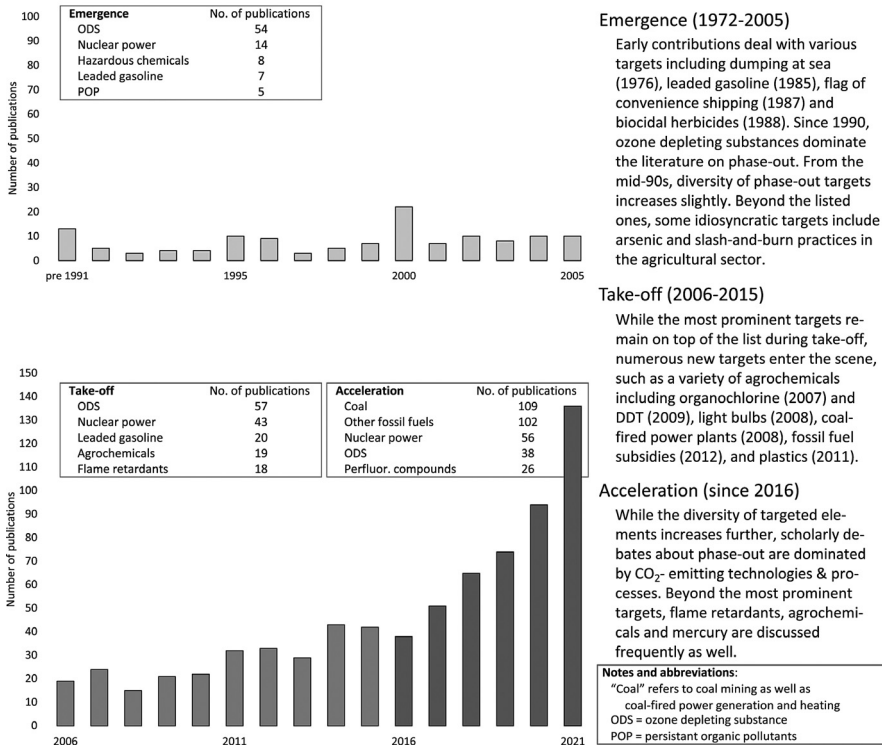 100
90
80
70
60
50
40
30
20
10
0
Number of publications
Emergence No. of publications
ODS 54
Nuclear power 14
Hazardous chemicals 8
Leaded gasoline 7
POP 5
pre 1991 1995 2000 2005
Emergence (1972-2005)
Early contributions deal with various
targets including dumping at sea
(1976), leaded gasoline (1985), flag of
convenience shipping (1987) and
biocidal herbicides (1988). Since 1990,
ozone depleting substances dominate
the literature on phase-out. From the
mid-90s, diversity of phase-out targets
increases slightly. Beyond the listed
ones, some idiosyncratic targets include
arsenic and slash-and-burn practices in
the agricultural sector.
Take-off (2006-2015)
While the most prominent targets re-
main on top of the list during take-off,
numerous new targets enter the scene,
such as a variety of agrochemicals
including organochlorine (2007) and
DDT (2009), light bulbs (2008), coal-
fired power plants (2008), fossil fuel
subsidies (2012), and plastics (2011).
150
140
130
120
110
100
90
80
70
60
50
40
30
20
10
0
Number of publications
Take-off No. of publications
ODS 57
Nuclear power 43
Leaded gasoline 20
Agrochemicals 19
Flame retardants 18
Acceleration No. of publications
Coal 109
Other fossil fuels 102
Nuclear power 56
ODS 38
Perfluor. compounds 26
2006 2011 2016 2021
Acceleration (since 2016)
While the diversity of targeted ele-
ments increases further, scholarly de-
bates about phase-out are dominated
by CO₂- emitting technologies & pro-
cesses. Beyond the most prominent
targets, flame retardants, agrochemi-
cals and mercury are discussed
frequently as well.
Notes and abbreviations:
“Coal” refers to coal mining as well as
coal-fired power generation and heating
ODS = ozone depleting substance
POP = persistant organic pollutants